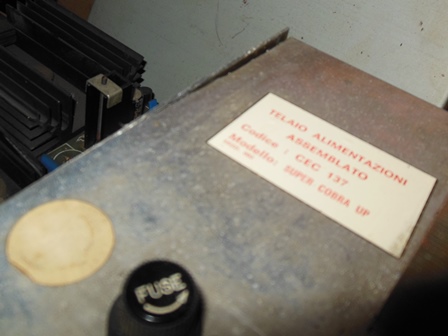 TELAIO ALIMENTAZIONI
ASSEMBLATO
Codice : CEC 137
Modello: SUPER COBRA UP
FUSE